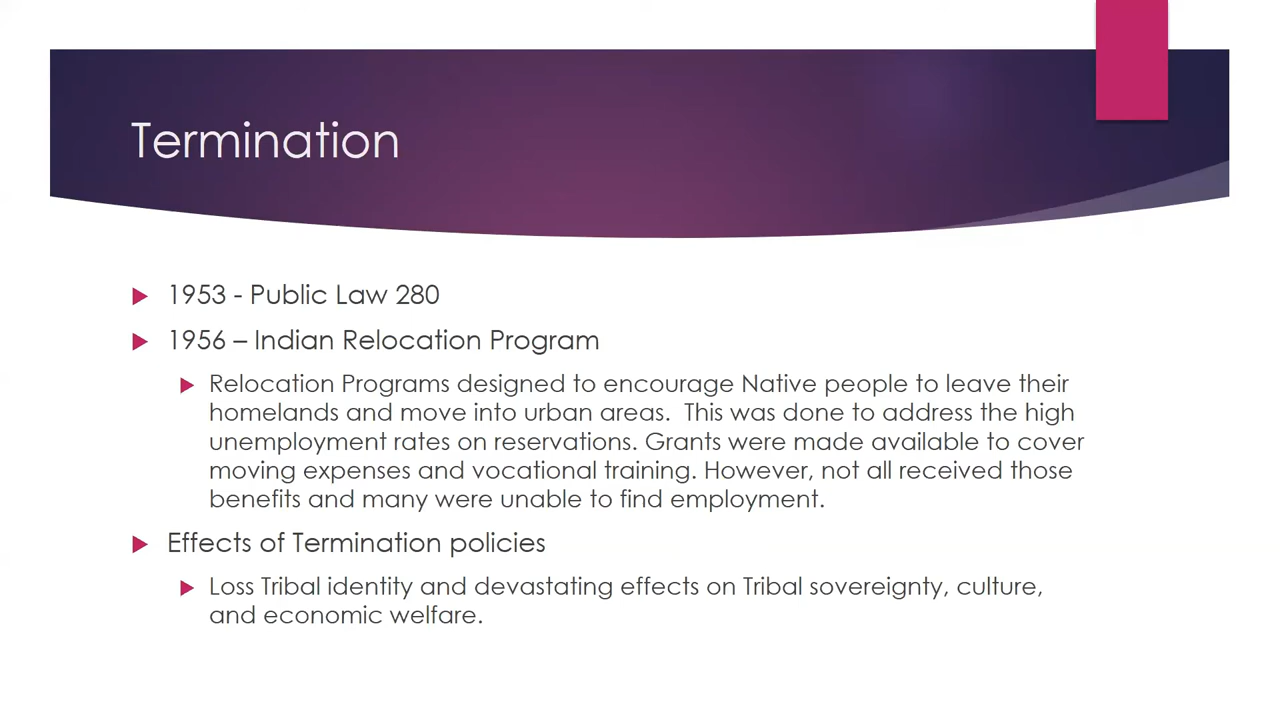 Termination
1953 - Public Law 280
1956 – Indian Relocation Program
Relocation Programs designed to encourage Native people to leave their
homelands and move into urban areas.  This was done to address the high
unemployment rates on reservations. Grants were made available to cover
moving expenses and vocational training. However, not all received those
benefits and many were unable to find employment.
Effects of Termination policies
Loss Tribal identity and devastating effects on Tribal sovereignty, culture,
and economic welfare.